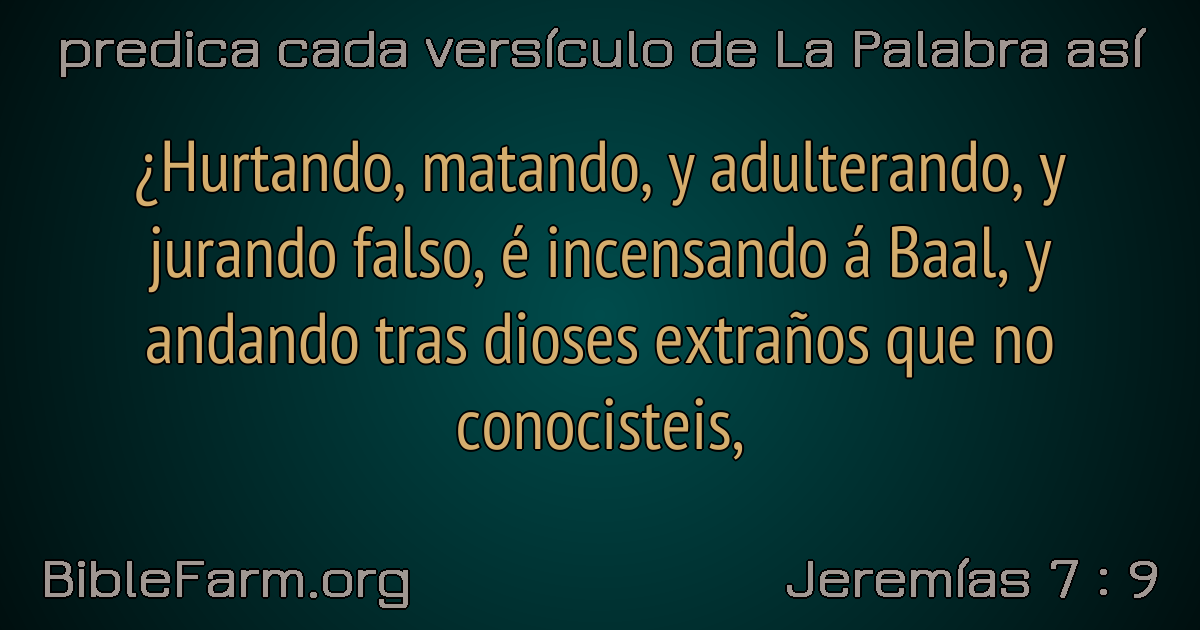 predica cada versículo de La Palabra así
¿Hurtando, matando, y adulterando, y
jurando falso, é incensando á Baal, y
andando tras dioses extraños que no
conocisteis,
BibleFarm.org
Jeremías 7 : 9